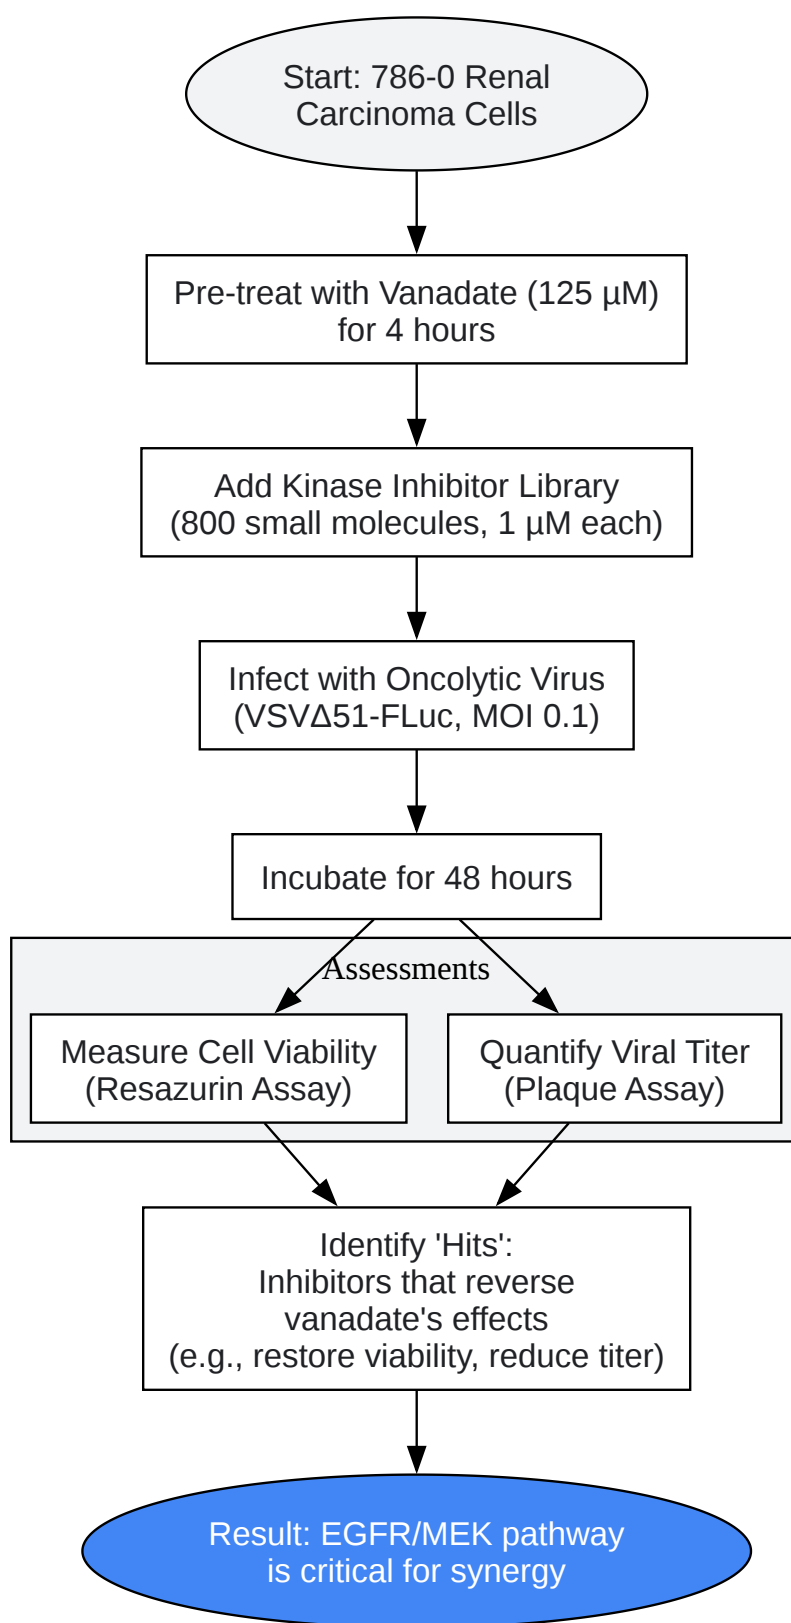 Start: 786-0 Renal
Carcinoma Cells
Pre-treat with Vanadate (125 µM)
for 4 hours
Add Kinase Inhibitor Library
(800 small molecules, 1 µM each)
Infect with Oncolytic Virus
(VSVΔ51-FLuc, MOI 0.1)
Incubate for 48 hours
Assessments
Measure Cell Viability
(Resazurin Assay)
Quantify Viral Titer
(Plaque Assay)
Identify 'Hits':
Inhibitors that reverse
vanadate's effects
(e.g., restore viability, reduce titer)
Result: EGFR/MEK pathway
is critical for synergy